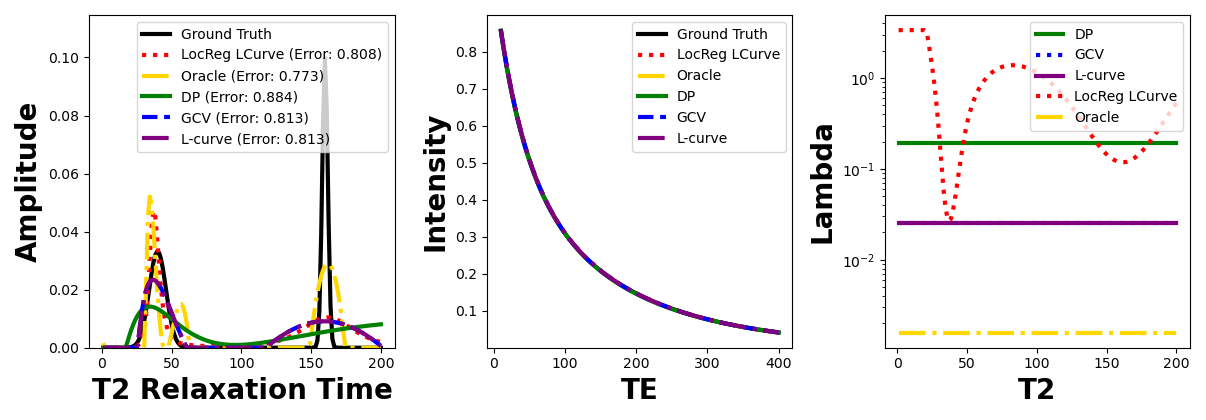 Amplitude
0.10
0.08
0.06
0.04
0.02
0.00
Ground Truth
LocReg LCurve (Error: 0.808)
Oracle (Error: 0.773)
DP (Error: 0.884)
GCV (Error: 0.813)
L-curve (Error: 0.813)
0 50 100 150 200
T2 Relaxation Time
Intensity
0.8
0.7
0.6
0.5
0.4
0.3
0.2
0.1
Ground Truth
LocReg LCurve
Oracle
DP
GCV
L-curve
0 100 200 300 400
TE
Lambda
10⁰
10⁻¹
10⁻²
DP
GCV
L-curve
LocReg LCurve
Oracle
0 50 100 150 200
T2